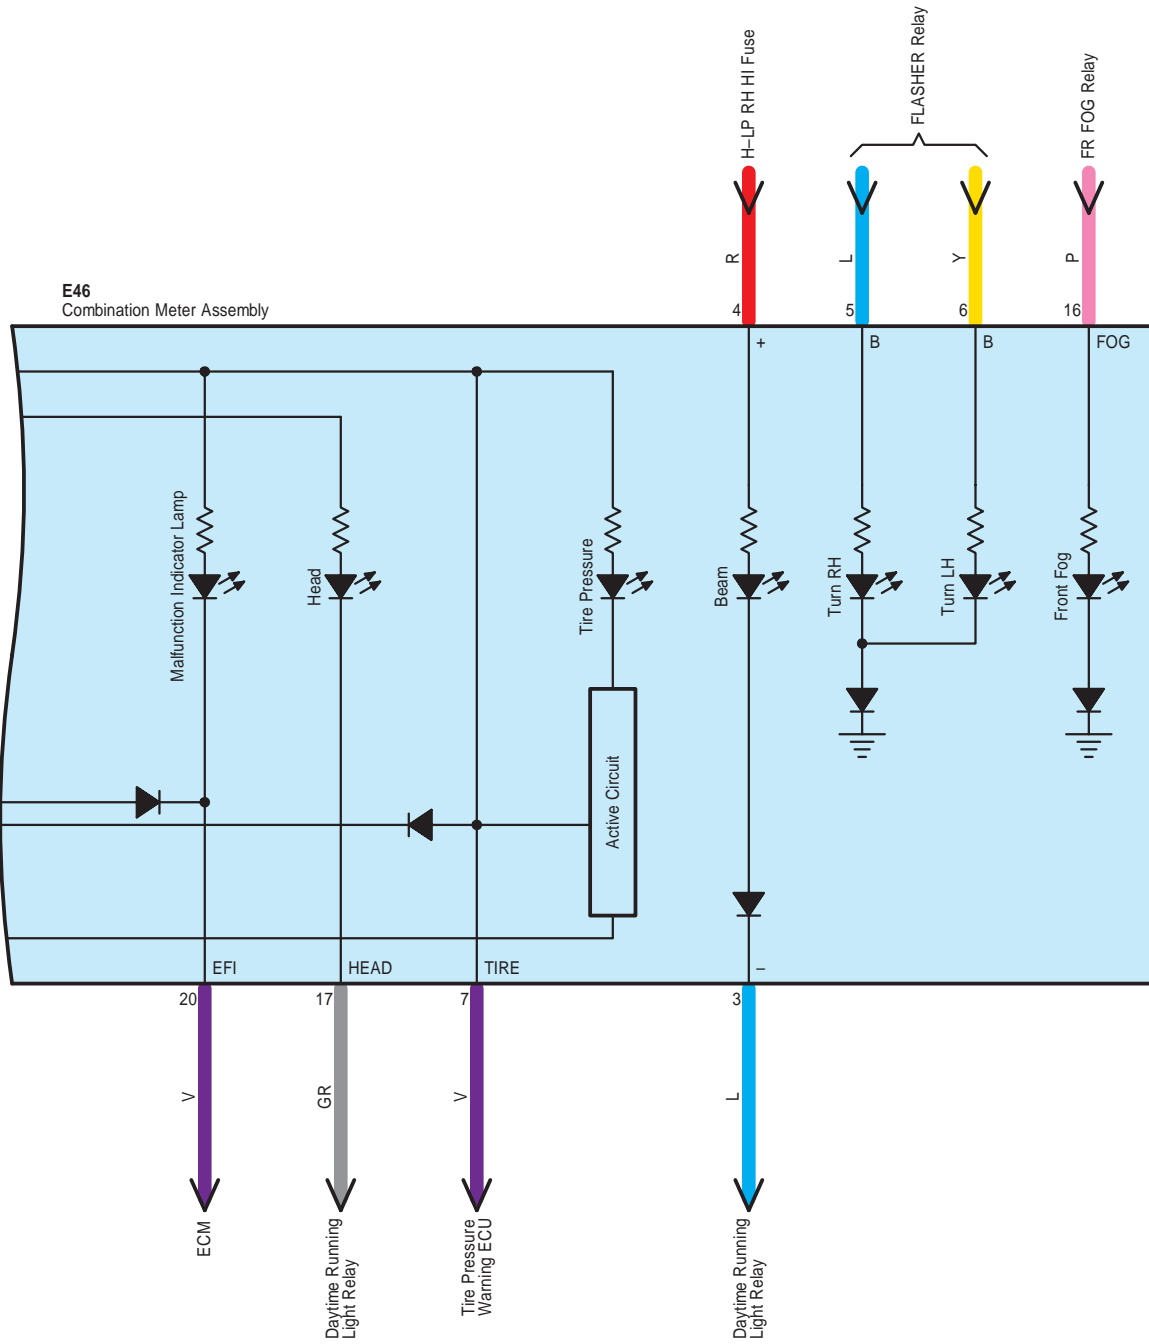 H–LP RH HI Fuse
FLASHER Relay
FR FOG Relay
R
L
Y
P
E46
Combination Meter Assembly
4
5
6
16
+
B
B
FOG
Malfunction Indicator Lamp
Head
Tire Pressure
Beam
Turn RH
Turn LH
Front Fog
Active Circuit
EFI
HEAD
TIRE
–
20
17
7
3
V
GR
V
L
ECM
Daytime Running
Light Relay
Tire Pressure
Warning ECU
Daytime Running
Light Relay